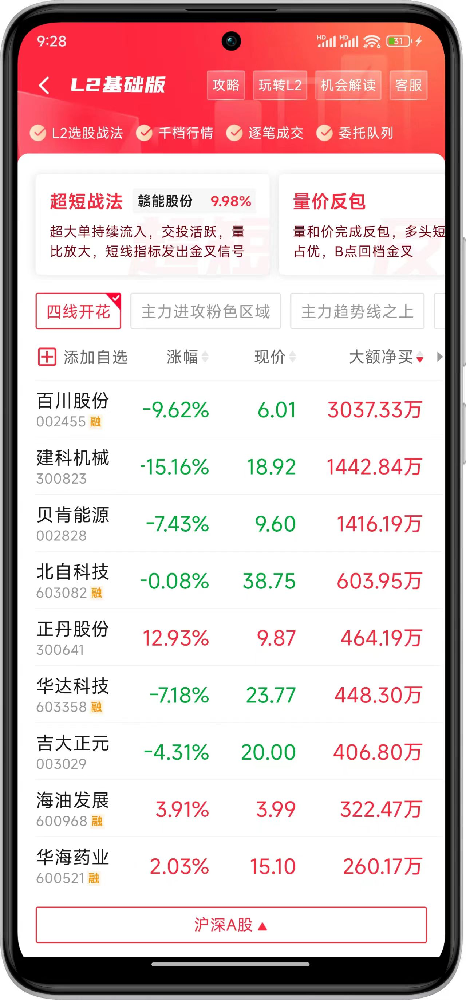 9:28
HD HD 6 31
L2基础版 攻略 玩转L2 机会解读 客服
L2选股战法 千档行情 逐笔成交 委托队列
超短战法 赣能股份 9.98%
超大单持续流入，交投活跃，量
比放大，短线指标发出金叉信号
量价反包
量和价完成反包，多头短
占优，B点回档金叉
四线开花 主力进攻粉色区域 主力趋势线之上
添加自选 涨幅 现价 大额净买
百川股份 -9.62% 6.01 3037.33万
002455 融
建科机械 -15.16% 18.92 1442.84万
300823
贝肯能源 -7.43% 9.60 1416.19万
002828
北自科技 -0.08% 38.75 603.95万
603082 融
正丹股份 12.93% 9.87 464.19万
300641
华达科技 -7.18% 23.77 448.30万
603358 融
吉大正元 -4.31% 20.00 406.80万
003029
海油发展 3.91% 3.99 322.47万
600968 融
华海药业 2.03% 15.10 260.17万
600521 融
沪深A股